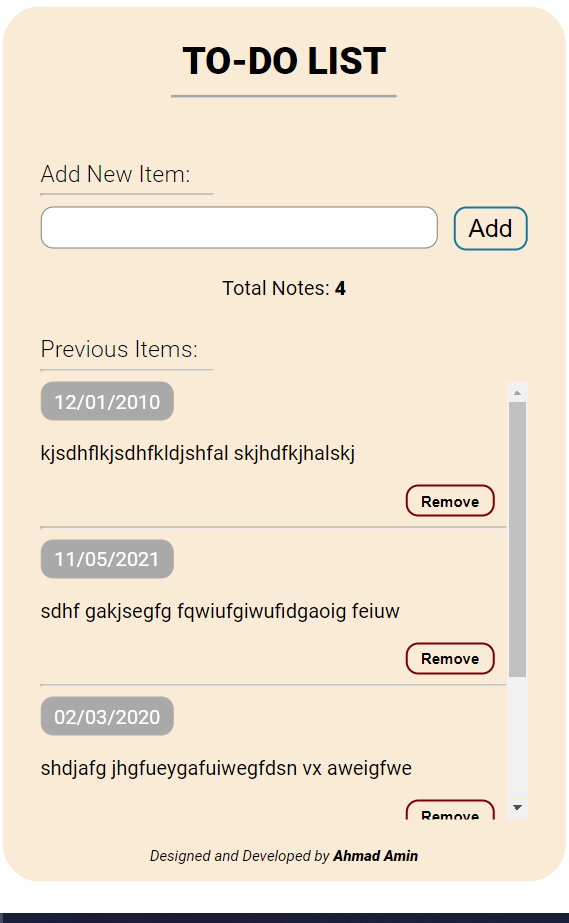 TO-DO LIST
Add New Item:
Add
Total Notes: 4
Previous Items:
12/01/2010
kjsdhflkjsdhfkldjshfal skjhdfkjhalskj
Remove
11/05/2021
sdhf gakjsegfg fqwiufgiwufidgaoig feiuw
Remove
02/03/2020
shdjafg jhgfueygafuiwegfdsn vx aweigfwe
Remove
Designed and Developed by Ahmad Amin